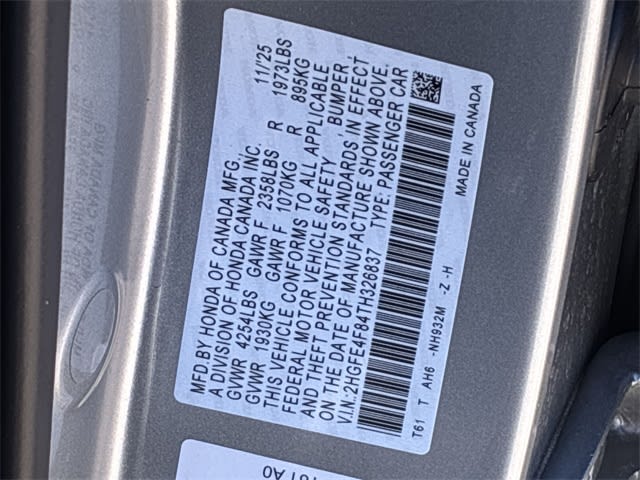 MFD.BY HONDA OF CANADA MFG., 11/25
A DIVISION OF HONDA CANADA INC.
GVWR 4254LBS GAWR F 2358LBS R 1973LBS
GVWR 1930KG GAWR F 1070KG R 895KG
THIS VEHICLE CONFORMS TO ALL APPLICABLE
FEDERAL MOTOR VEHICLE SAFETY , BUMPER
AND THEFT PREVENTION STANDARDS IN EFFECT
ON THE DATE OF MANUFACTURE SHOWN ABOVE.
V.I.N.:2HGFE4F84TH326837 TYPE: PASSENGER CAR
T61 T AH6 -NH932M -Z -H MADE IN CANADA
T61 A0